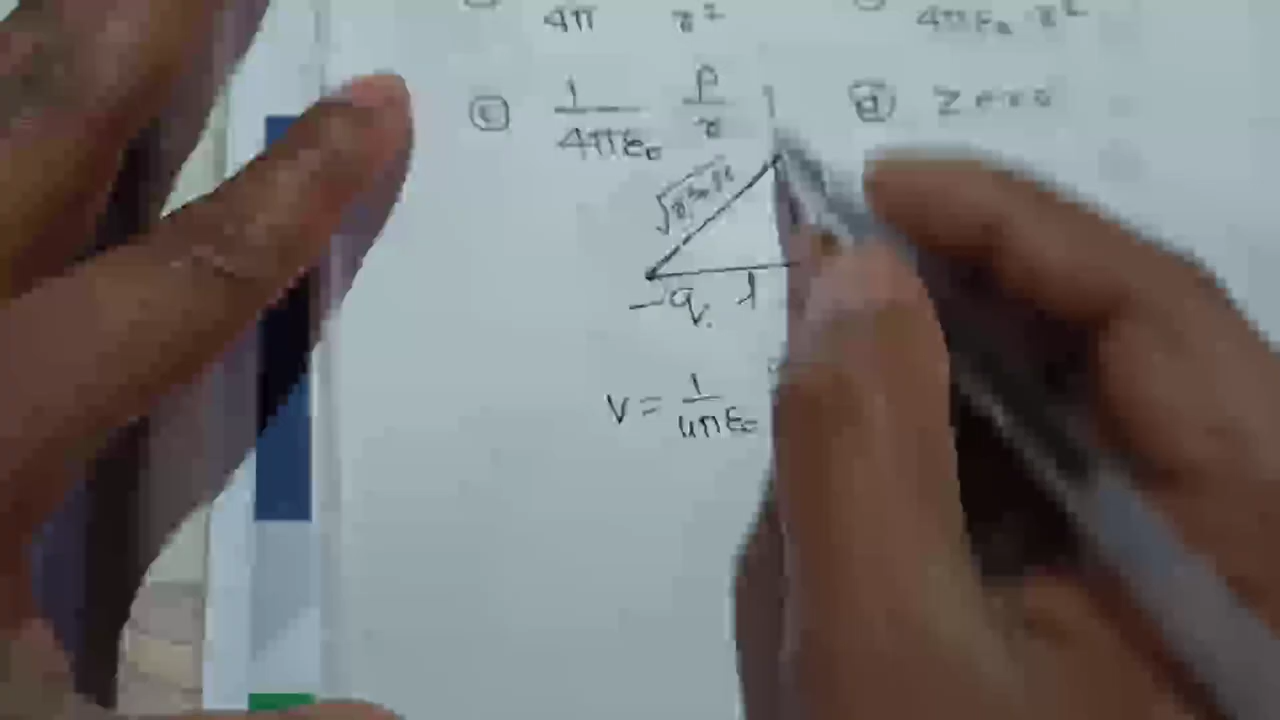 4π r² 4πε₀ r²
(c) 1/4πε₀ P/r (d) zero
√r²+l²
-q l
V = 1/4πε₀